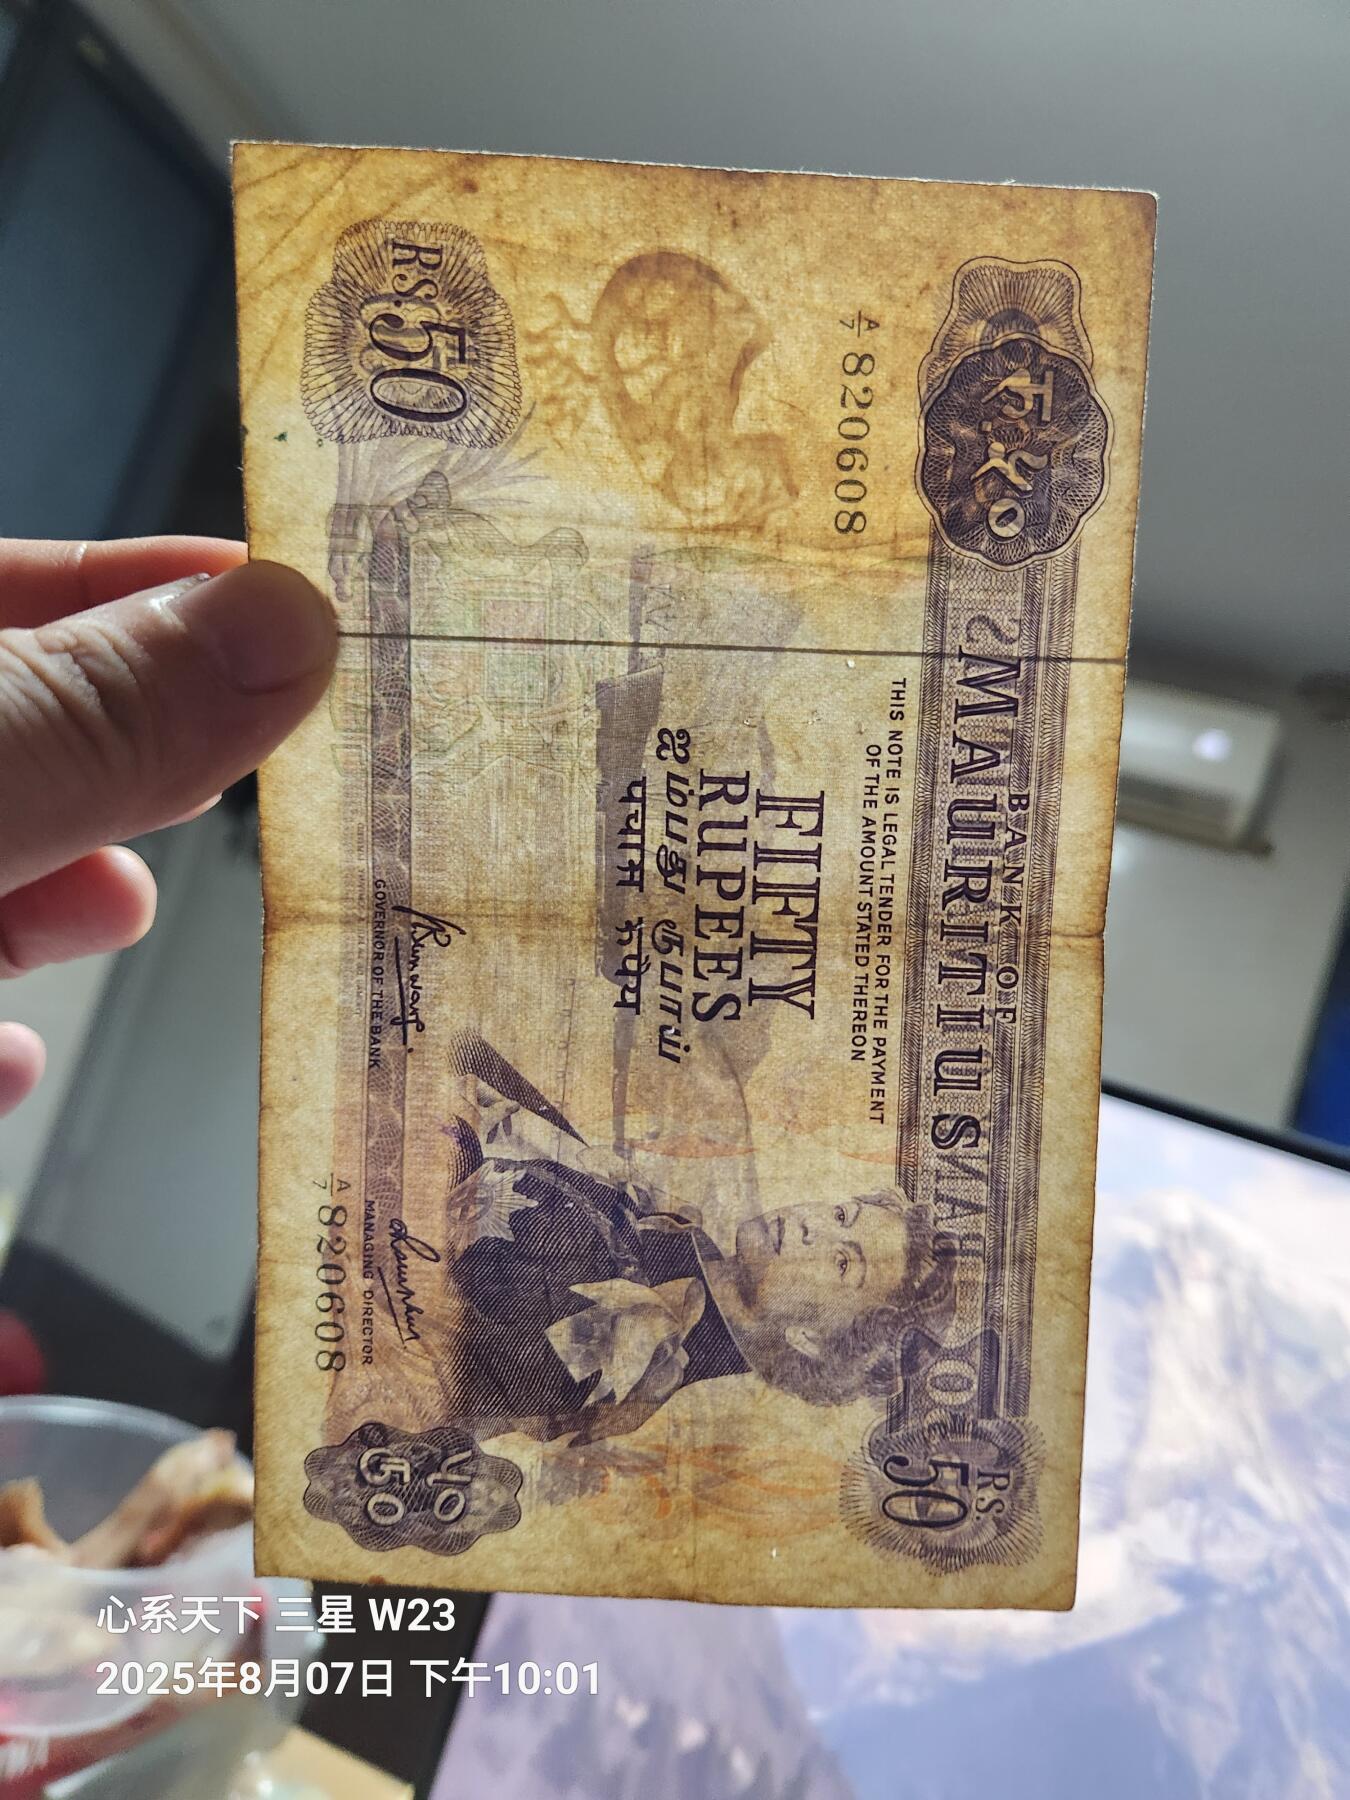 BANK OF
MAURITIUS
रु.५०
RS.
50
THIS NOTE IS LEGAL TENDER FOR THE PAYMENT
OF THE AMOUNT STATED THEREON
A/7 820608
FIFTY
RUPEES
ஐம்பது ரூபாய்
पचास रूपैय
RS.
50
GOVERNOR OF THE BANK
MANAGING DIRECTOR
A/7 820608
५०
50
心系天下 三星 W23
2025年8月07日 下午10:01